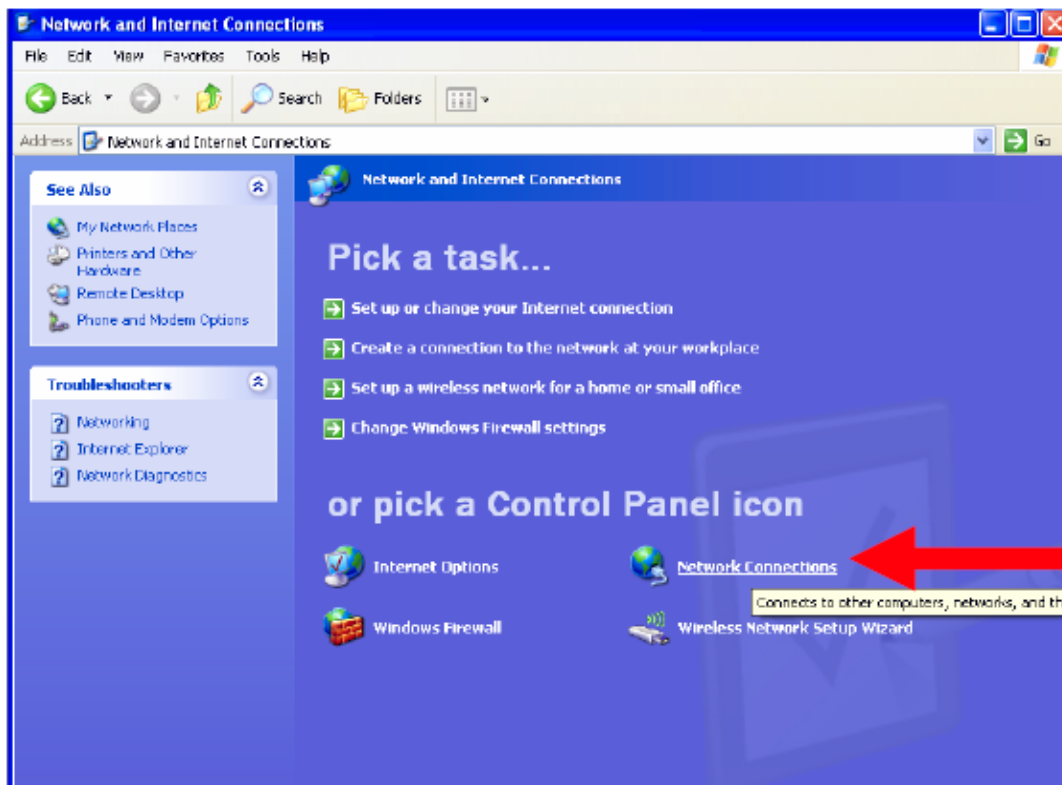 Network and Internet Connections
File Edit View Favorites Tools Help
Back Search Folders
Address Network and Internet Connections Go
See Also
My Network Places
Printers and Other
Hardware
Remote Desktop
Phone and Modem Options
Troubleshooters
Networking
Internet Explorer
Network Diagnostics
Network and Internet Connections
Pick a task...
Set up or change your Internet connection
Create a connection to the network at your workplace
Set up a wireless network for a home or small office
Change Windows Firewall settings
or pick a Control Panel icon
Internet Options
Network Connections
Connects to other computers, networks, and th
Windows Firewall
Wireless Network Setup Wizard